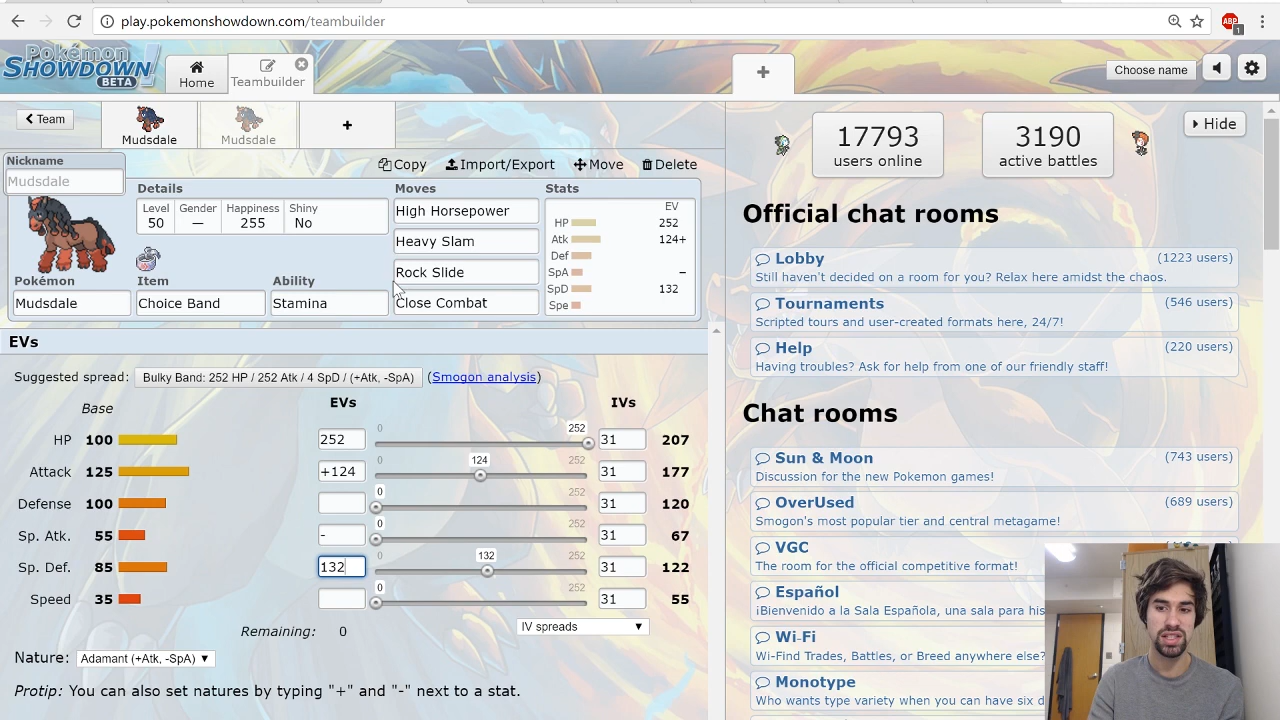 play.pokemonshowdown.com/teambuilder
ABP
1
Pokémon
SHOWDOWN!
BETA
Home
Teambuilder
+
Choose name
Team
Mudsdale
Mudsdale
+
Hide
Nickname
Mudsdale
Copy
Import/Export
Move
Delete
Details
Level Gender Happiness Shiny
50 — 255 No
Pokémon
Mudsdale
Item
Choice Band
Ability
Stamina
Moves
High Horsepower
Heavy Slam
Rock Slide
Close Combat
Stats
EV
HP 252
Atk 124+
Def
SpA –
SpD 132
Spe
EVs
Suggested spread: Bulky Band: 252 HP / 252 Atk / 4 SpD / (+Atk, -SpA) (Smogon analysis)
Base EVs IVs
HP 100 252 0 252 31 207
Attack 125 +124 0 124 252 31 177
Defense 100 0 252 31 120
Sp. Atk. 55 - 0 252 31 67
Sp. Def. 85 132 0 132 252 31 122
Speed 35 0 252 31 55
Remaining: 0
IV spreads
Nature: Adamant (+Atk, -SpA)
Protip: You can also set natures by typing "+" and "-" next to a stat.
17793
users online
3190
active battles
Official chat rooms
Lobby (1223 users)
Still haven't decided on a room for you? Relax here amidst the chaos.
Tournaments (546 users)
Scripted tours and user-created formats here, 24/7!
Help (220 users)
Having troubles? Ask for help from one of our friendly staff!
Chat rooms
Sun & Moon (743 users)
Discussion for the new Pokemon games!
OverUsed (689 users)
Smogon's most popular tier and central metagame!
VGC
The room for the official competitive format!
Español
¡Bienvenido a la Sala Española, una sala para his
Wi-Fi
Wi-Find Trades, Battles, or Breed anywhere else?
Monotype
Who wants type variety when you can have six d